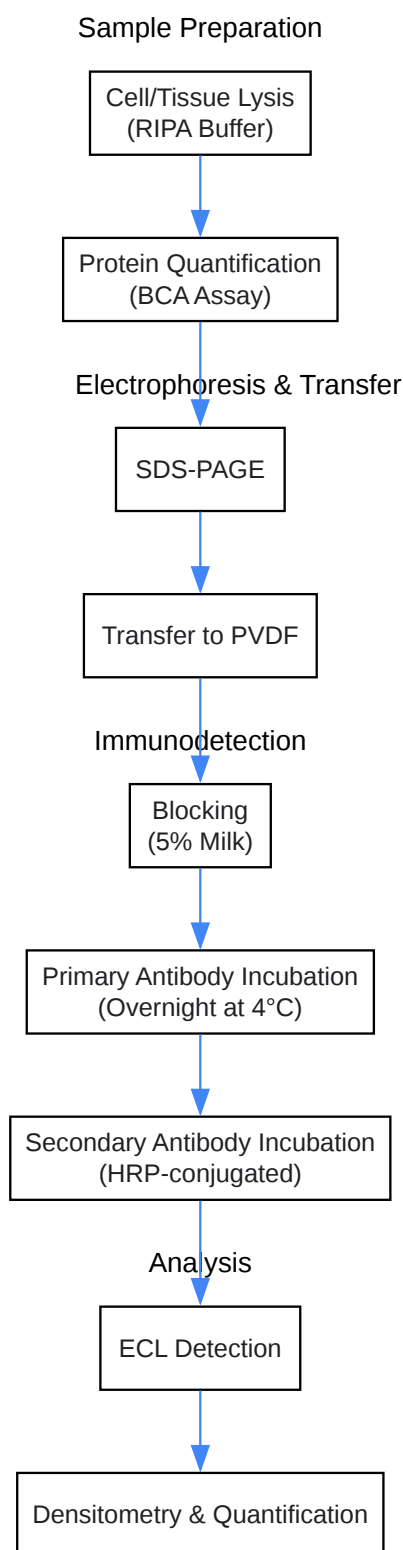 Sample Preparation
Cell/Tissue Lysis
(RIPA Buffer)
Protein Quantification
(BCA Assay)
Electrophoresis & Transfer
SDS-PAGE
Transfer to PVDF
Immunodetection
Blocking
(5% Milk)
Primary Antibody Incubation
(Overnight at 4°C)
Secondary Antibody Incubation
(HRP-conjugated)
Analysis
ECL Detection
Densitometry & Quantification